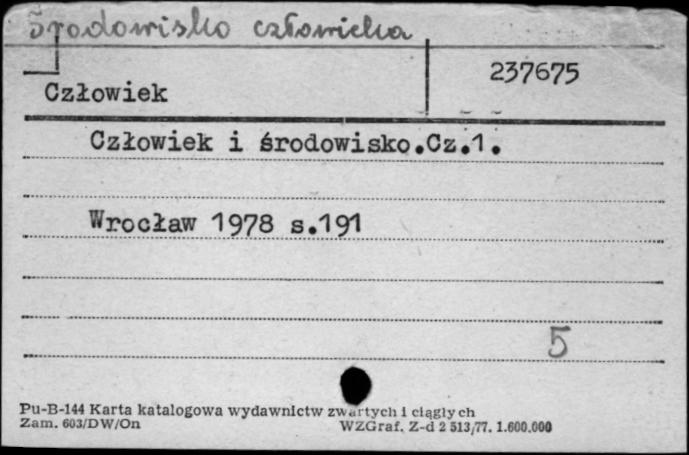 Środowisko człowieka
237675
Człowiek
Człowiek i środowisko.Cz.1.
Wrocław 1978 s.191
5
Pu-B-144 Karta katalogowa wydawnictw zwartych i ciągłych
Zam. 603/DW/On WZGraf. Z-d 2 513/77. 1.600.000